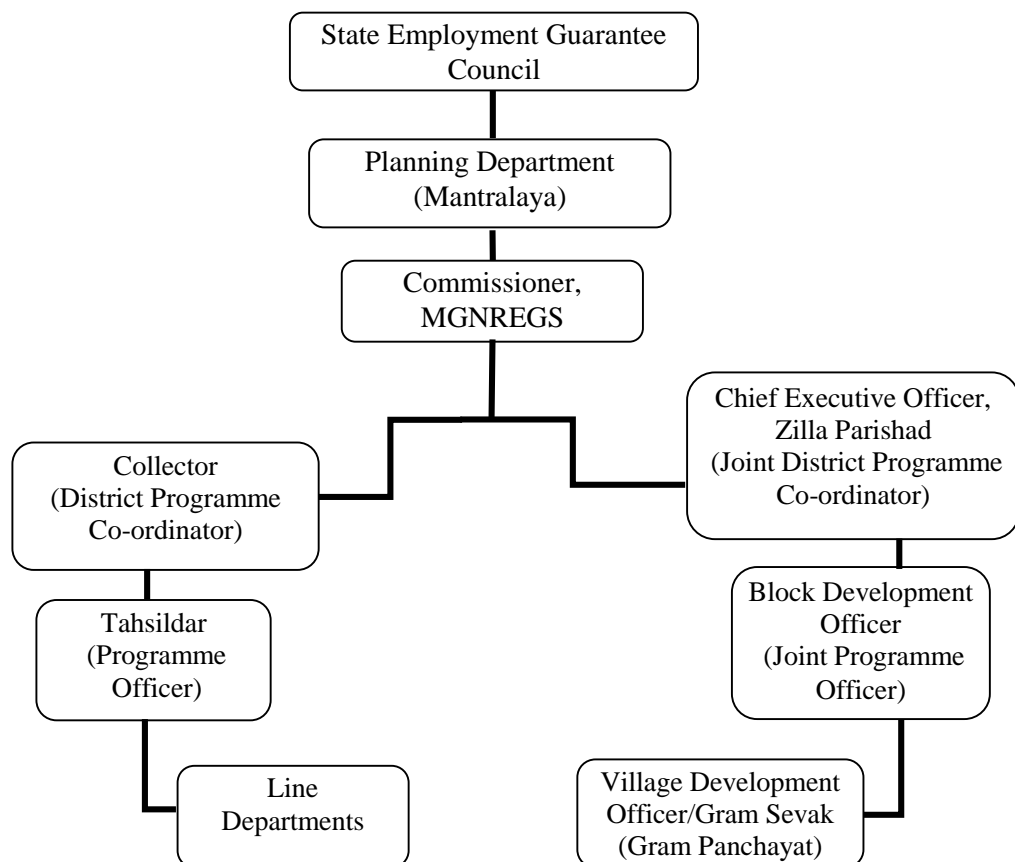 State Employment Guarantee
Council
Planning Department
(Mantralaya)
Commissioner,
MGNREGS
Chief Executive Officer,
Zilla Parishad
(Joint District Programme
Co-ordinator)
Collector
(District Programme
Co-ordinator)
Block Development
Officer
(Joint Programme
Officer)
Tahsildar
(Programme
Officer)
Line
Departments
Village Development
Officer/Gram Sevak
(Gram Panchayat)